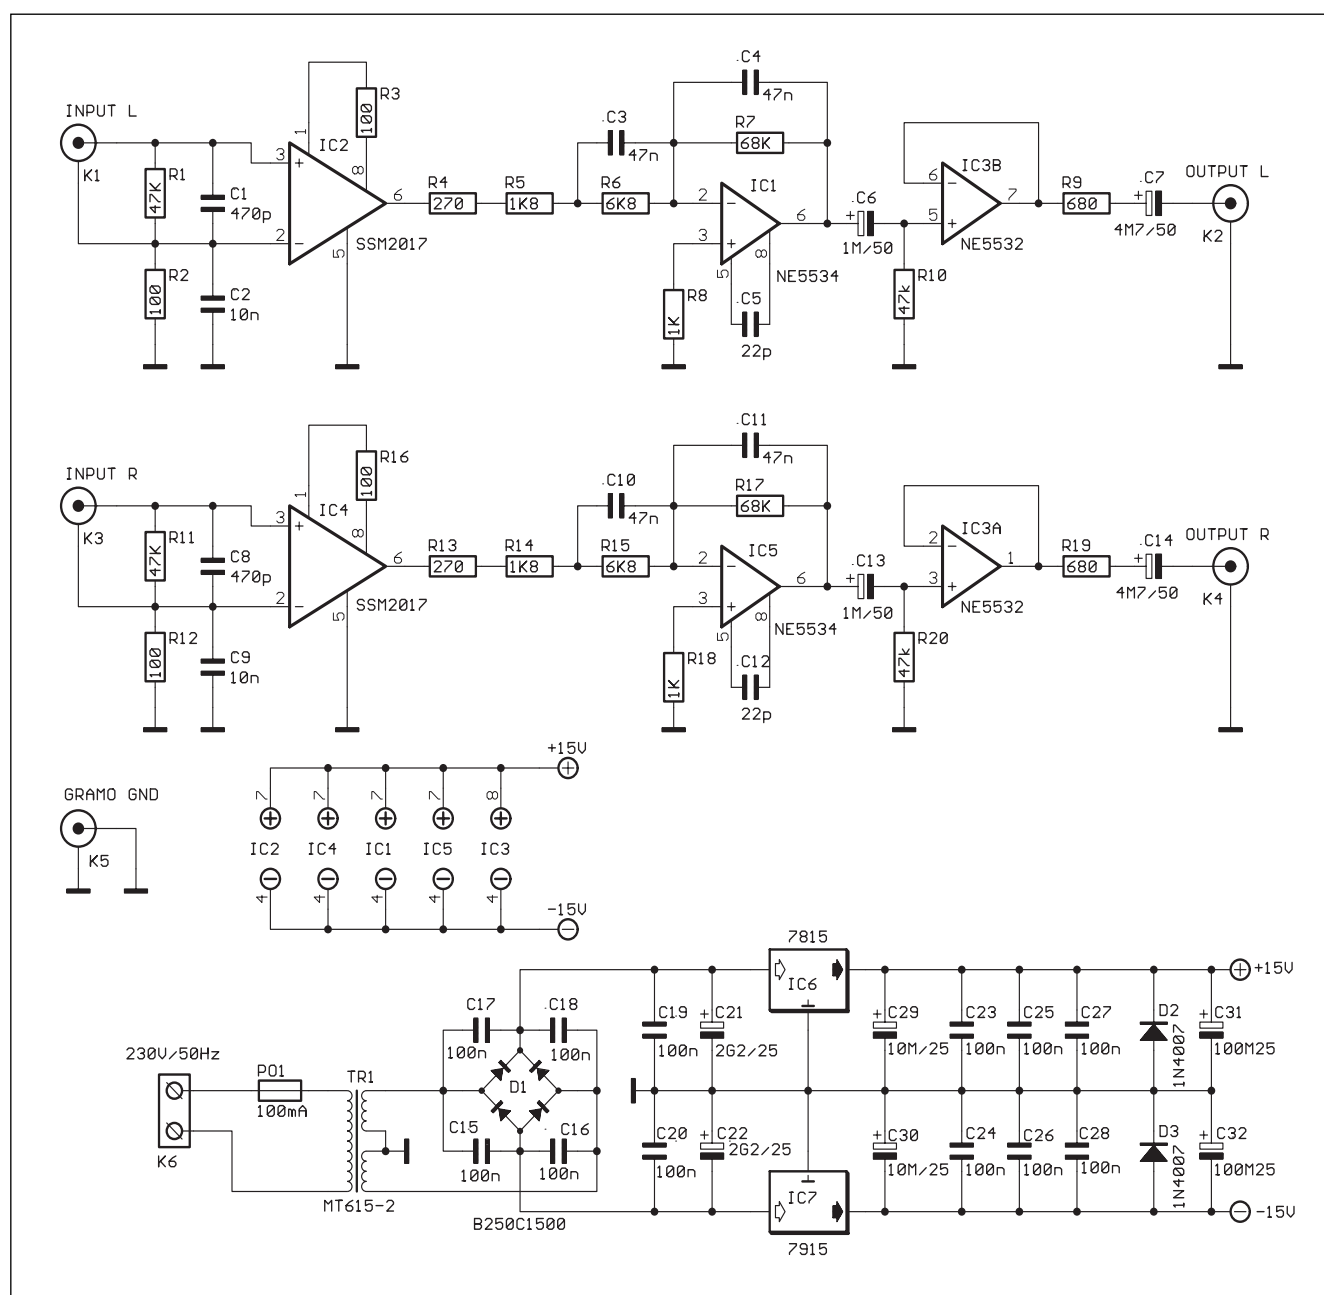 .C4
47n
R3
100
INPUT L
K1
R1
47K
C1
470p
R2
100
C2
10n
1
3
+
IC2
8
6
2
-
5
SSM2017
R4
270
R5
1K8
.C3
47n
R6
6K8
R7
68K
2
-
IC1
6
3
+
5
8
NE5534
R8
1K
.C5
22p
.C6
+
1M/50
R10
47k
6
-
IC3B
7
5
+
NE5532
R9
680
.C7
+
4M7/50
OUTPUT L
K2
.C11
47n
R16
100
INPUT R
K3
R11
47K
C8
470p
R12
100
C9
10n
1
3
+
IC4
8
6
2
-
5
SSM2017
R13
270
R14
1K8
.C10
47n
R15
6K8
R17
68K
2
-
IC5
6
3
+
5
8
NE5534
R18
1K
.C12
22p
.C13
+
1M/50
R20
47k
2
-
IC3A
1
3
+
NE5532
R19
680
.C14
+
4M7/50
OUTPUT R
K4
+15V
GRAMO GND
K5
7 7 7 7 8
IC2 IC4 IC1 IC5 IC3
4 4 4 4 4
-15V
230V/50Hz
K6
PO1
100mA
TR1
MT615-2
C17
100n
.C18
100n
D1
C15
100n
.C16
100n
B250C1500
7815
IC6
C19
100n
+
C21
2G2/25
+
C29
10M/25
C23
100n
C25
100n
C27
100n
D2
1N4007
+
C31
100M25
+15V
C20
100n
+
C22
2G2/25
IC7
7915
+
C30
10M/25
C24
100n
C26
100n
C28
100n
D3
1N4007
+
C32
100M25
-15V